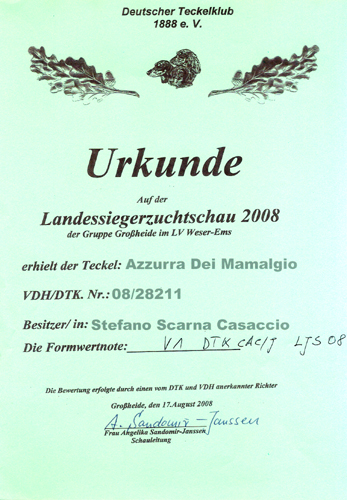 Deutscher Teckelklub
1888 e. V.
Urkunde
Auf der
Landessiegerzuchtschau 2008
der Gruppe Großheide im LV Weser-Ems
erhielt der Teckel: Azzurra Dei Mamalgio
VDH/DTK. Nr.: 08/28211
Besitzer/ in: Stefano Scarna Casaccio
Die Formwertnote: V1 DTK CAC/J LJS 08
Die Bewertung erfolgte durch einen vom DTK und VDH anerkannter Richter
Großheide, den 17.August 2008
A. Sandomir-Janssen
Frau Angelika Sandomir-Janssen
Schauleitung